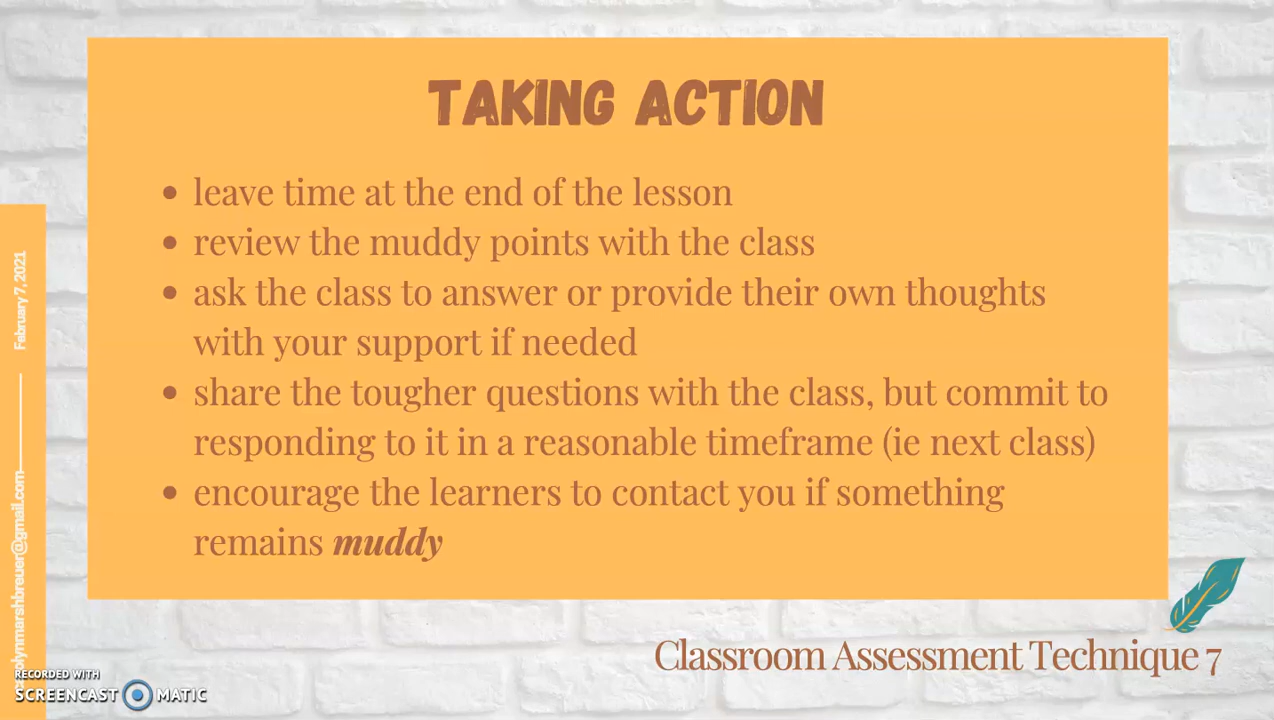 TAKING ACTION
leave time at the end of the lesson
review the muddy points with the class
ask the class to answer or provide their own thoughts
with your support if needed
share the tougher questions with the class, but commit to
responding to it in a reasonable timeframe (ie next class)
encourage the learners to contact you if something
remains muddy
Classroom Assessment Technique 7
February 7, 2021
olynmarshbreuer@gmail.com
RECORDED WITH
SCREENCAST MATIC